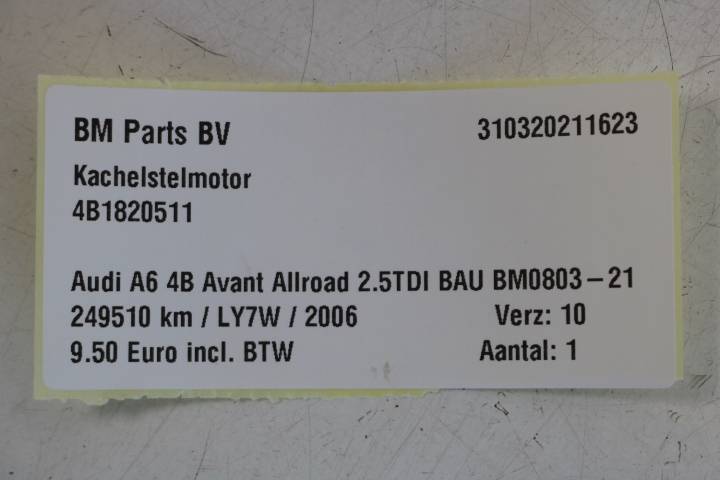 BM Parts BV 310320211623
Kachelstelmotor
4B1820511
Audi A6 4B Avant Allroad 2.5TDI BAU BM0803-21
249510 km / LY7W / 2006 Verz: 10
9.50 Euro incl. BTW Aantal: 1